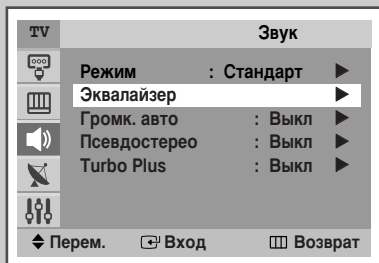 TV Звук
Режим : Стандарт ▶
Эквалайзер ▶
Громк. авто : Выкл ▶
Псевдостерео : Выкл ▶
Turbo Plus : Выкл ▶
Перем. Вход Возврат